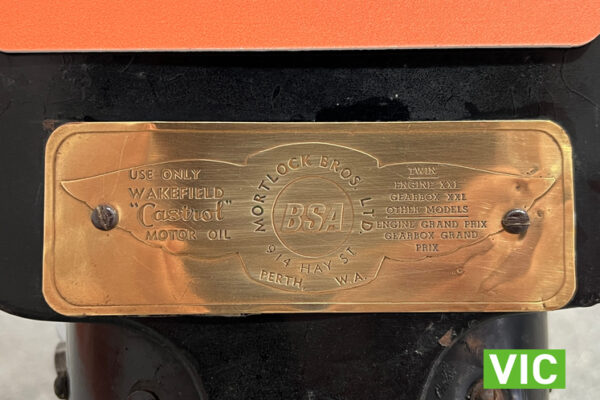 USE ONLY
WAKEFIELD
"Castrol"
MOTOR OIL
MORTLOCK BROS. LTD.
BSA
914 HAY ST.
PERTH, W.A.
TWIN
ENGINE XXL
GEARBOX XXL
OTHER MODELS
ENGINE GRAND PRIX
GEARBOX GRAND
PRIX
VIC